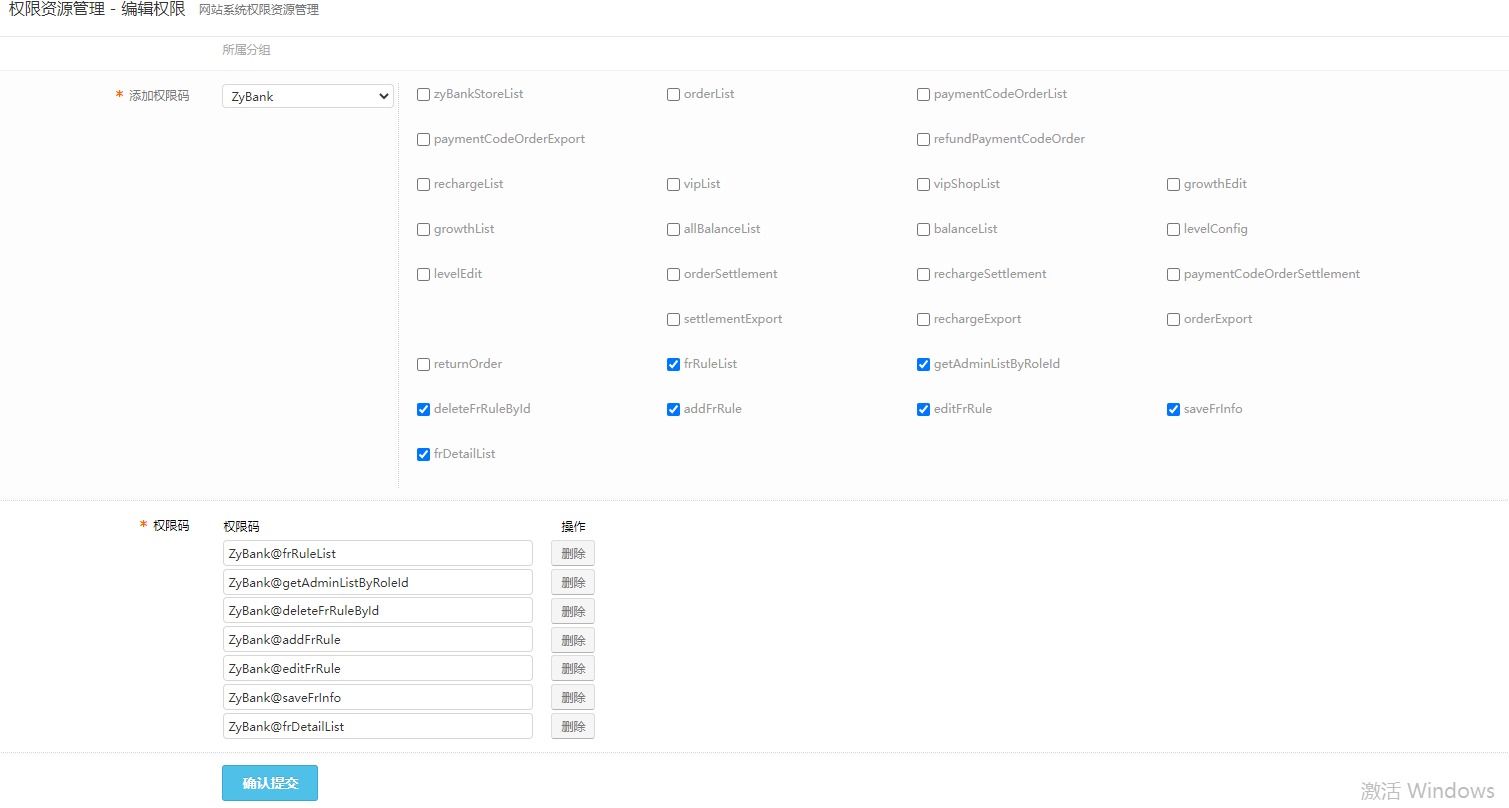 权限资源管理 - 编辑权限 网站系统权限资源管理
所属分组
* 添加权限码 ZyBank zyBankStoreList orderList paymentCodeOrderList
paymentCodeOrderExport refundPaymentCodeOrder
rechargeList vipList vipShopList growthEdit
growthList allBalanceList balanceList levelConfig
levelEdit orderSettlement rechargeSettlement paymentCodeOrderSettlement
settlementExport rechargeExport orderExport
returnOrder frRuleList getAdminListByRoleId
deleteFrRuleById addFrRule editFrRule saveFrInfo
frDetailList
* 权限码 权限码 操作
ZyBank@frRuleList 删除
ZyBank@getAdminListByRoleId 删除
ZyBank@deleteFrRuleById 删除
ZyBank@addFrRule 删除
ZyBank@editFrRule 删除
ZyBank@saveFrInfo 删除
ZyBank@frDetailList 删除
确认提交
激活 Windows